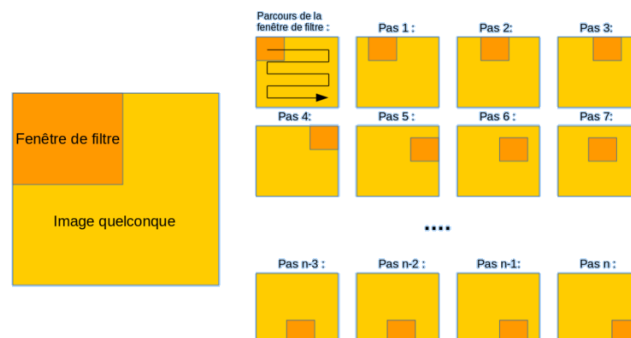 Parcours de la
fenêtre de filtre :
Pas 1 :
Pas 2:
Pas 3:
Fenêtre de filtre
Image quelconque
Pas 4:
Pas 5 :
Pas 6 :
Pas 7:
....
Pas n-3 :
Pas n-2 :
Pas n-1:
Pas n :